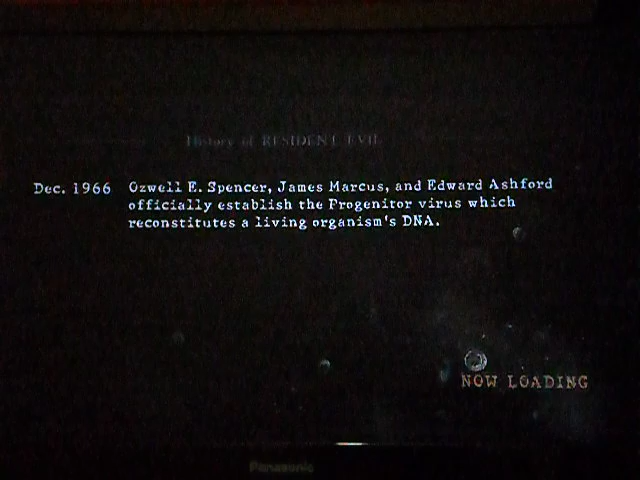 History of RESIDENT EVIL
Dec. 1966 Ozwell E. Spencer, James Marcus, and Edward Ashford
officially establish the Progenitor virus which
reconstitutes a living organism's DNA.
NOW LOADING
Panasonic